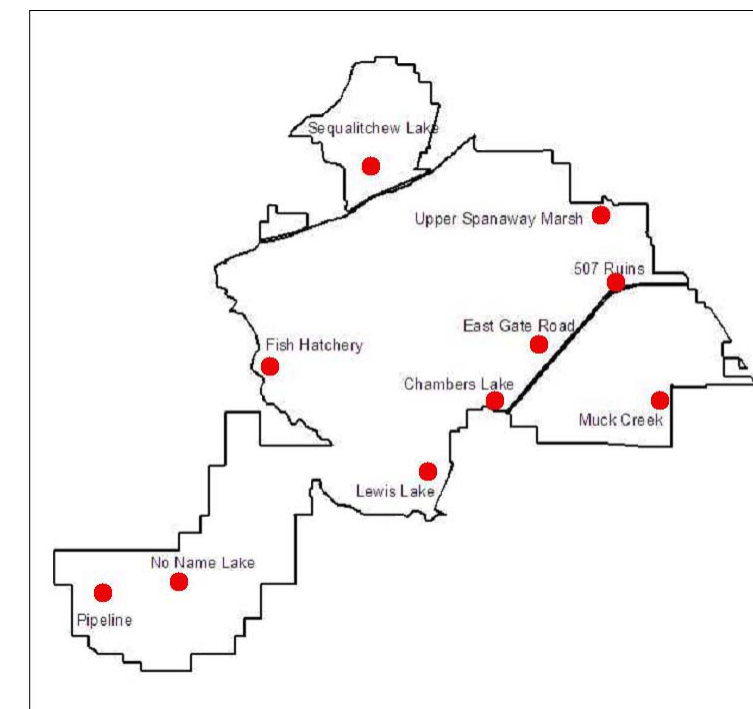 Sequalitchew Lake
Upper Spanaway Marsh
507 Ruins
East Gate Road
Fish Hatchery
Chambers Lake
Muck Creek
Lewis Lake
No Name Lake
Pipeline